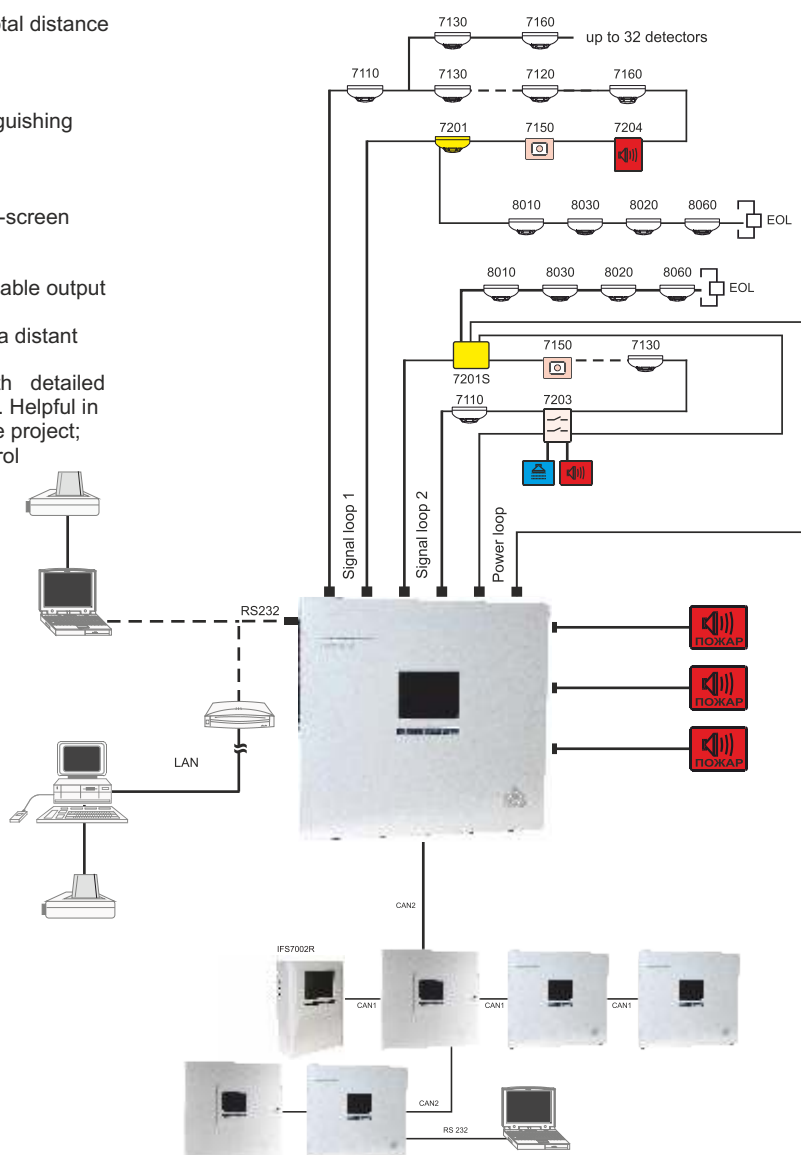 otal distance
guishing
-screen
able output
a distant
th detailed
. Helpful in
e project;
rol
7130 7160
up to 32 detectors
7110 7130 7120 7160
7201 7150 7204
8010 8030 8020 8060
EOL
8010 8030 8020 8060
EOL
7150 7130
7201S
7110 7203
Signal loop 1
Signal loop 2
Power loop
RS232
ПОЖАР
ПОЖАР
ПОЖАР
LAN
CAN2
IFS7002R
CAN1 CAN1 CAN1
CAN2
RS 232